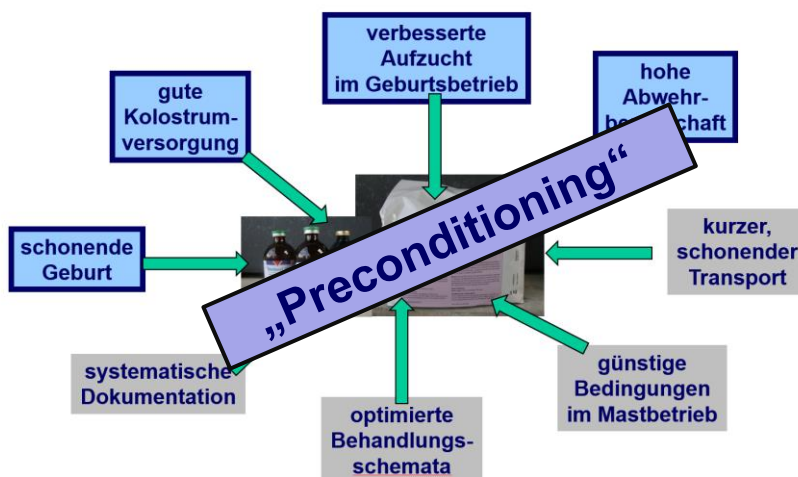 verbesserte
Aufzucht
im Geburtsbetrieb
gute
Kolostrum-
versorgung
hohe
Abwehr-
schaft
„Preconditioning“
schonende
Geburt
kurzer,
schonender
Transport
systematische
Dokumentation
optimierte
Behandlungs-
schemata
günstige
Bedingungen
im Mastbetrieb